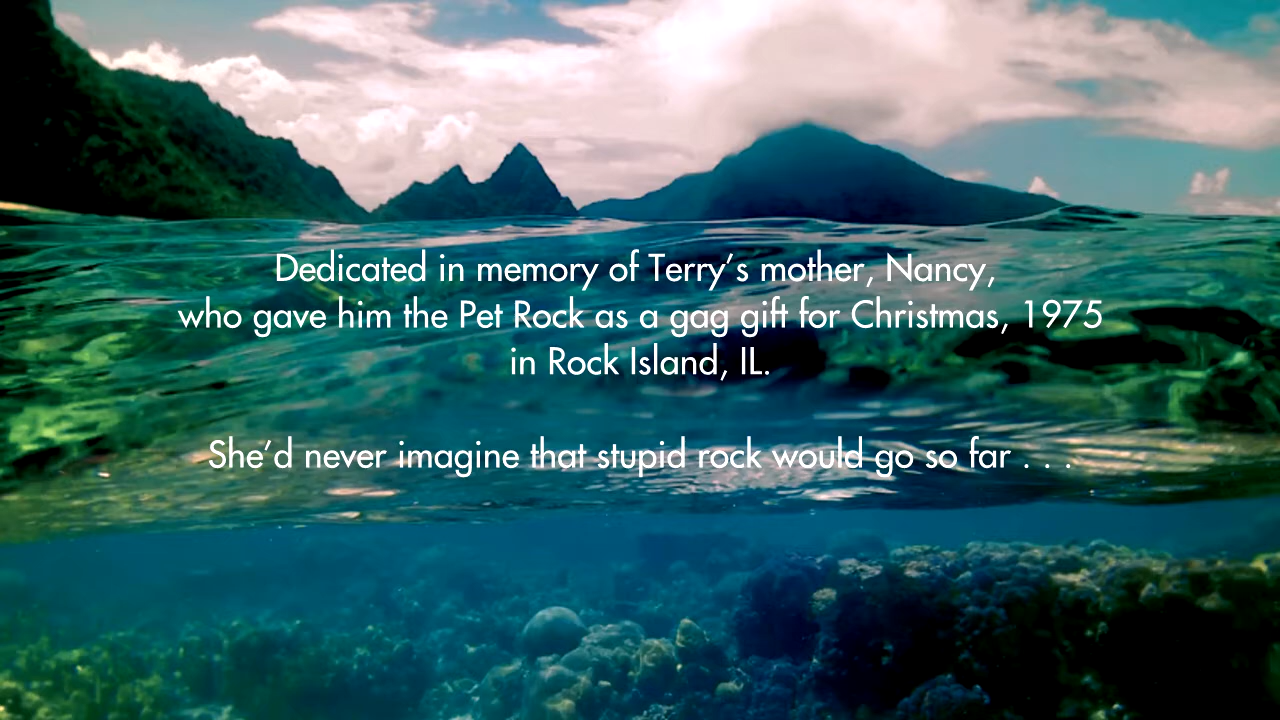 Dedicated in memory of Terry's mother, Nancy,
who gave him the Pet Rock as a gag gift for Christmas, 1975
in Rock Island, IL.
She'd never imagine that stupid rock would go so far . . .